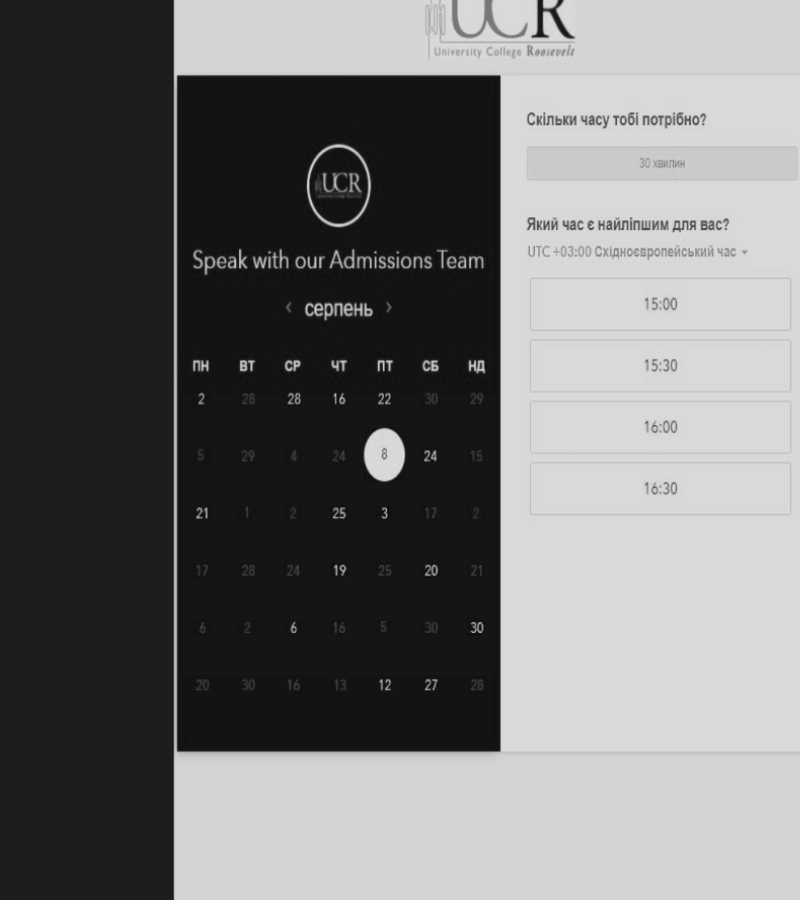 UCR
University College Roosevelt
UCR
Speak with our Admissions Team
‹ серпень ›
ПН ВТ СР ЧТ ПТ СБ НД
2 28 28 16 22 30 29
5 29 4 24 8 24 15
21 1 2 25 3 17 2
17 28 24 19 25 20 21
6 2 6 16 5 30 30
20 30 16 13 12 27 28
Скільки часу тобі потрібно?
30 хвилин
Який час є найліпшим для вас?
UTC +03:00 Східноєвропейський час
15:00
15:30
16:00
16:30